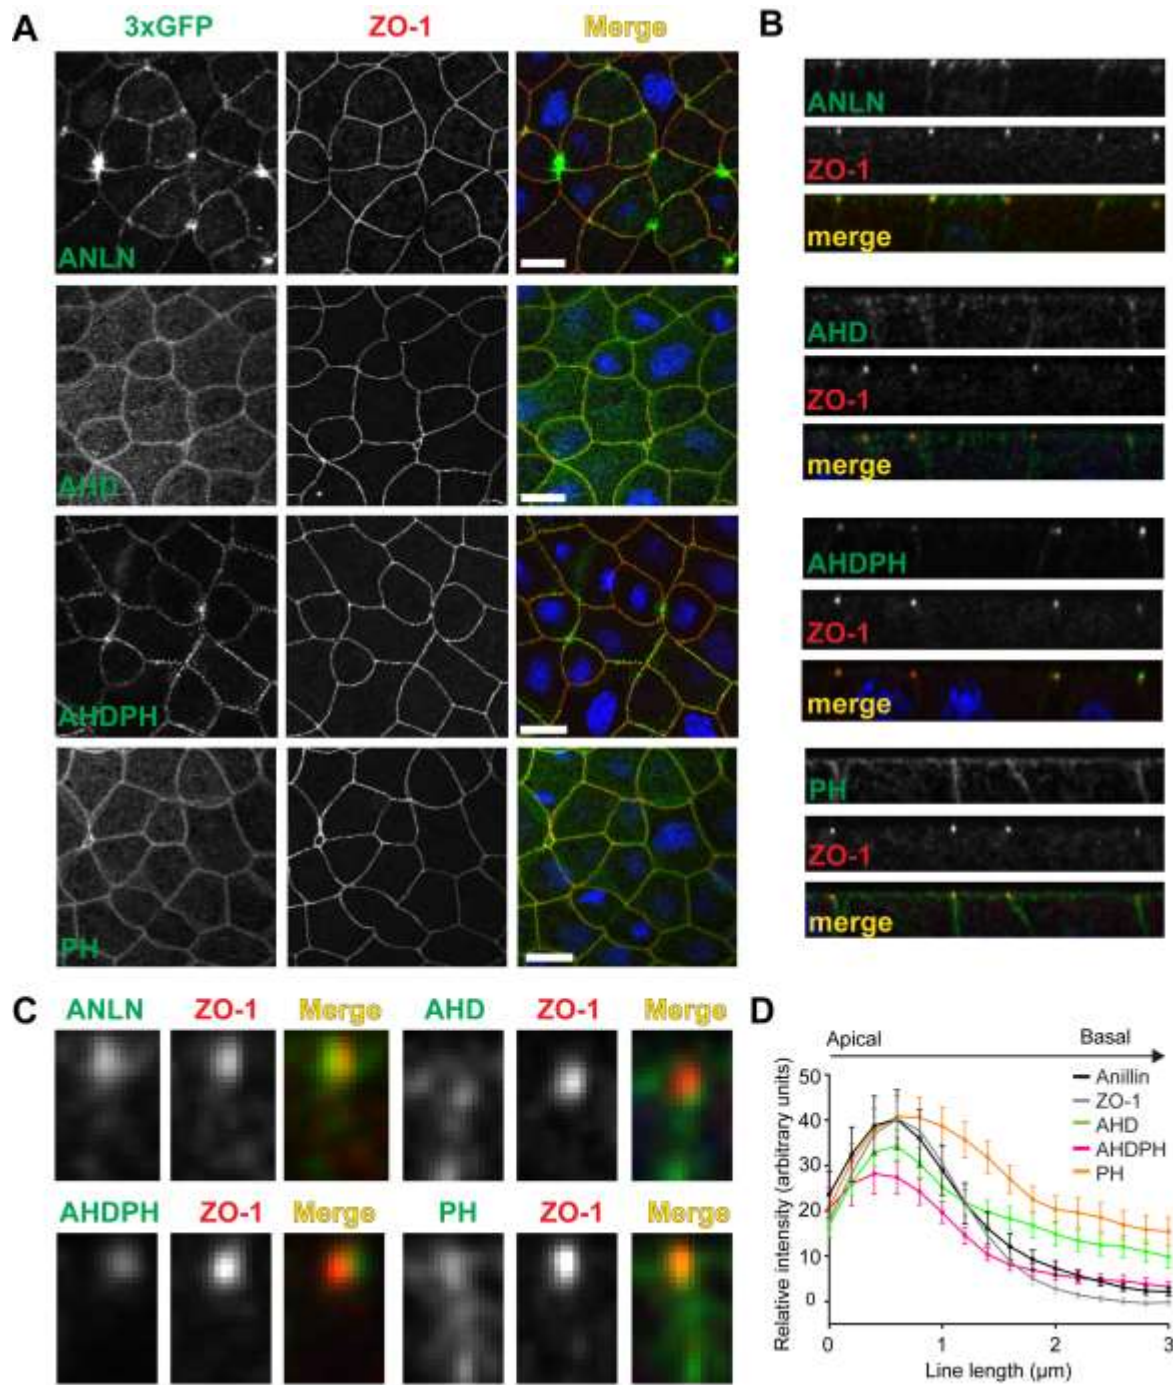 A
3xGFP ZO-1 Merge
ANLN
AHD
AHDPH
PH
B
ANLN
ZO-1
merge
AHD
ZO-1
merge
AHDPH
ZO-1
merge
PH
ZO-1
merge
C
ANLN ZO-1 Merge AHD ZO-1 Merge
AHDPH ZO-1 Merge PH ZO-1 Merge
D
Apical Basal
Relative intensity (arbitrary units)
50
40
30
20
10
0
Anillin
ZO-1
AHD
AHDPH
PH
0 1 2 3
Line length (µm)